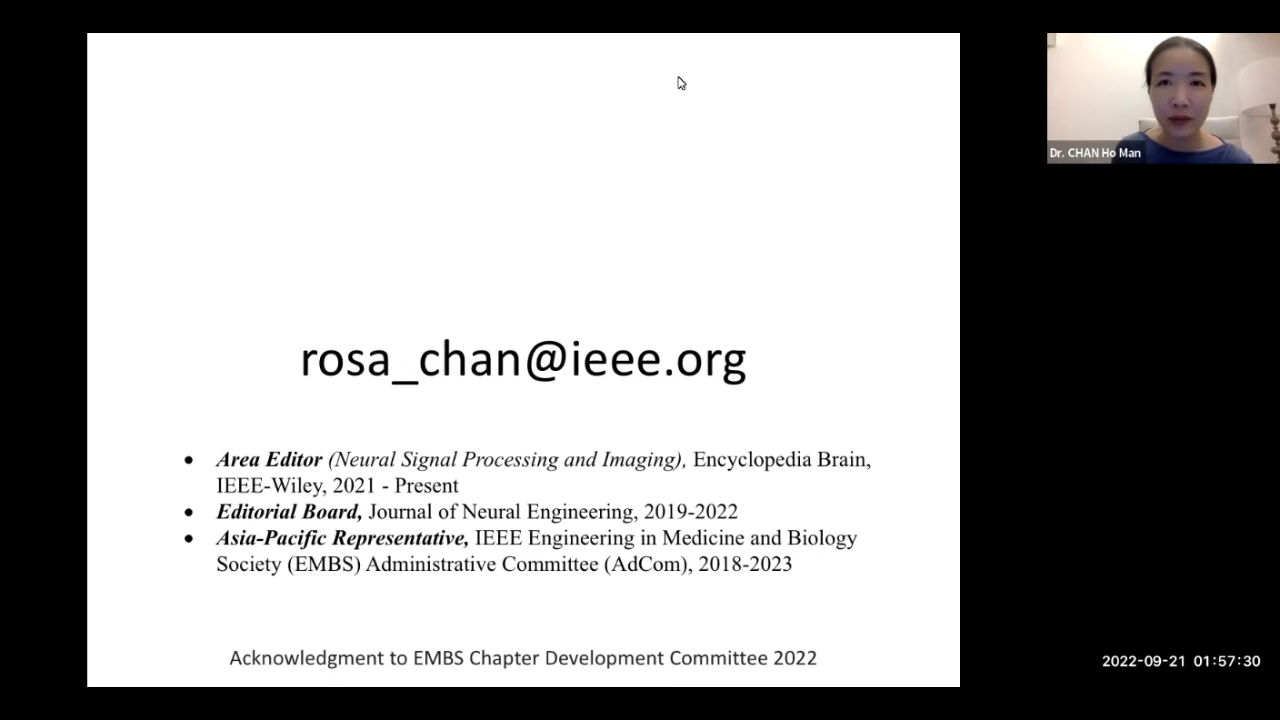 rosa_chan@ieee.org
• Area Editor (Neural Signal Processing and Imaging), Encyclopedia Brain,
IEEE-Wiley, 2021 - Present
• Editorial Board, Journal of Neural Engineering, 2019-2022
• Asia-Pacific Representative, IEEE Engineering in Medicine and Biology
Society (EMBS) Administrative Committee (AdCom), 2018-2023
Acknowledgment to EMBS Chapter Development Committee 2022
Dr. CHAN Ho Man
2022-09-21 01:57:30